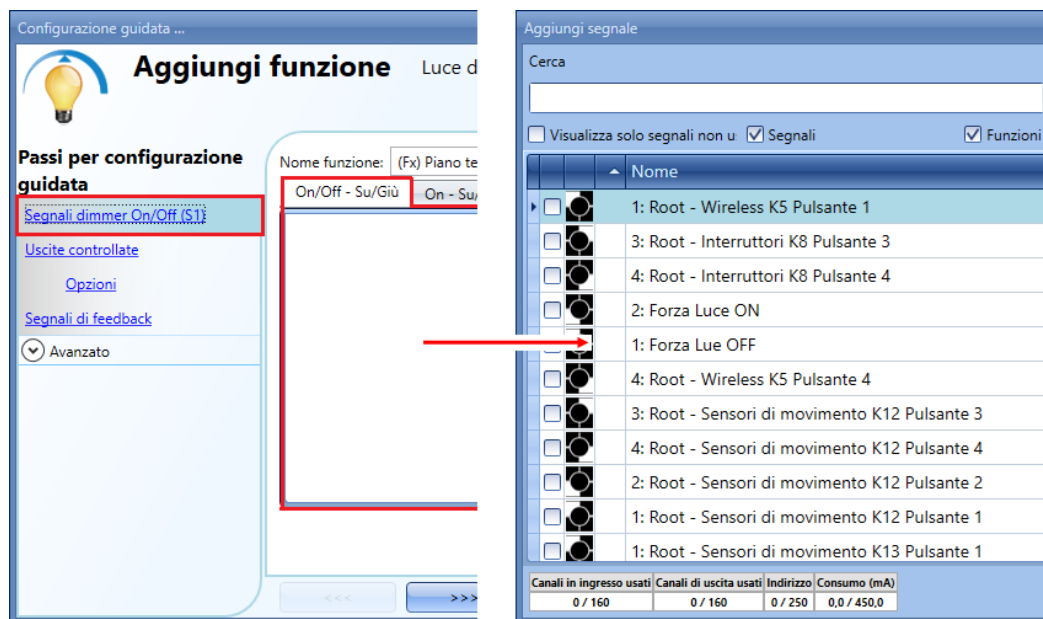 Configurazione guidata ...
Aggiungi funzione
Luce d
Passi per configurazione
guidata
Segnali dimmer On/Off (S1)
Uscite controllate
Opzioni
Segnali di feedback
Avanzato
Nome funzione:
(Fx) Piano te
On/Off - Su/Giù
On - Su/
<<<
>>>
Aggiungi segnale
Cerca
Visualizza solo segnali non u
Segnali
Funzioni
Nome
1: Root - Wireless K5 Pulsante 1
3: Root - Interruttori K8 Pulsante 3
4: Root - Interruttori K8 Pulsante 4
2: Forza Luce ON
1: Forza Lue OFF
4: Root - Wireless K5 Pulsante 4
3: Root - Sensori di movimento K12 Pulsante 3
4: Root - Sensori di movimento K12 Pulsante 4
2: Root - Sensori di movimento K12 Pulsante 2
1: Root - Sensori di movimento K12 Pulsante 1
1: Root - Sensori di movimento K13 Pulsante 1
Canali in ingresso usati Canali di uscita usati Indirizzo Consumo (mA)
0 / 160 0 / 160 0 / 250 0,0 / 450,0